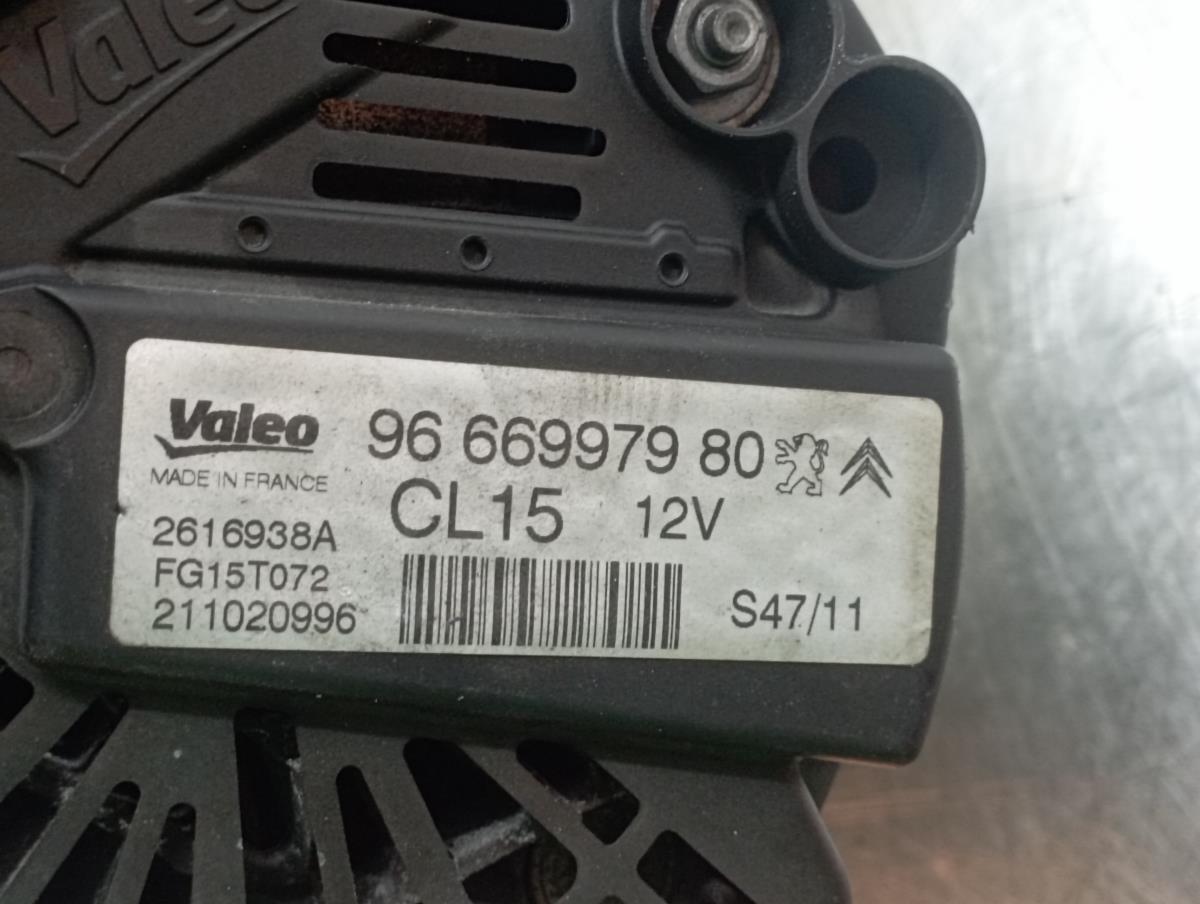 Valeo
Valeo 96 669979 80
MADE IN FRANCE
CL15 12V
2616938A
FG15T072
211020996
S47/11